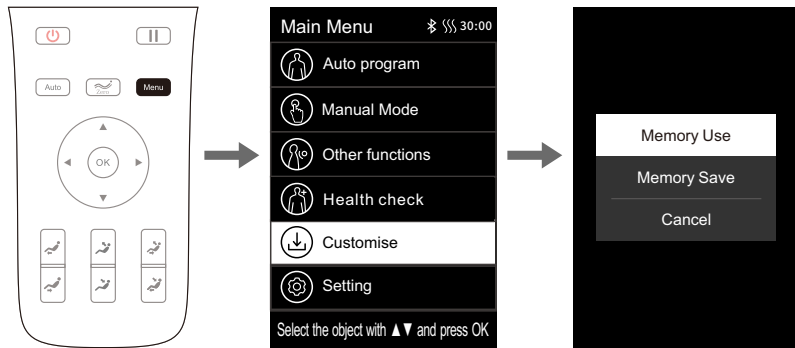 Auto
Zero
Menu
OK
Main Menu 30:00
Auto program
Manual Mode
Other functions
Health check
Customise
Setting
Select the object with ▲▼ and press OK
Memory Use
Memory Save
Cancel